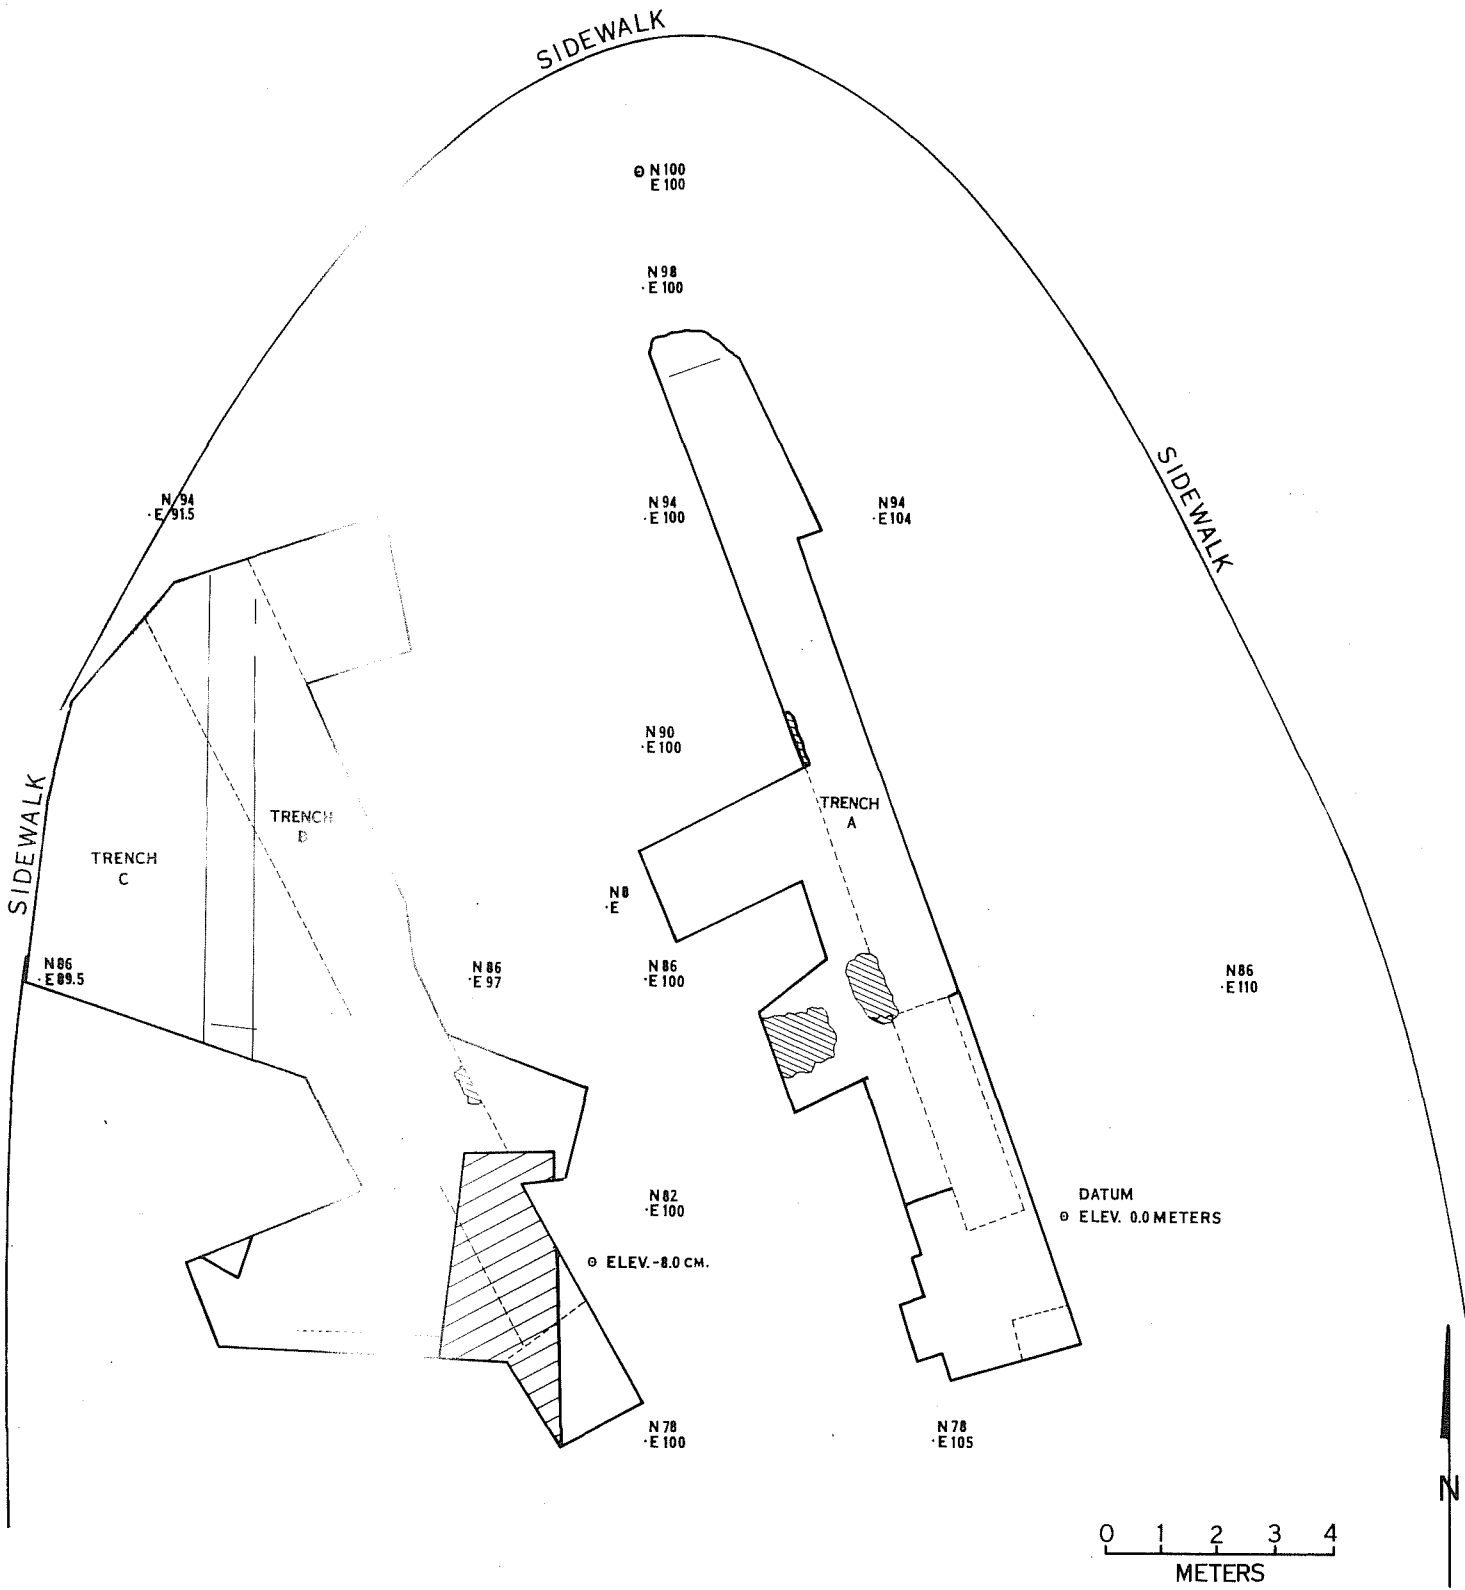 SIDEWALK
N 100
E 100
N 98
E 100
SIDEWALK
N 94
E 91.5
N 94
E 100
N 94
E 104
N 90
E 100
TRENCH
A
TRENCH
B
TRENCH
C
SIDEWALK
N 8
E
N 86
E 89.5
N 86
E 97
N 86
E 100
N 86
E 110
N 82
E 100
DATUM
ELEV. 0.0 METERS
ELEV. -8.0 CM.
N 78
E 100
N 78
E 105
N
0 1 2 3 4
METERS